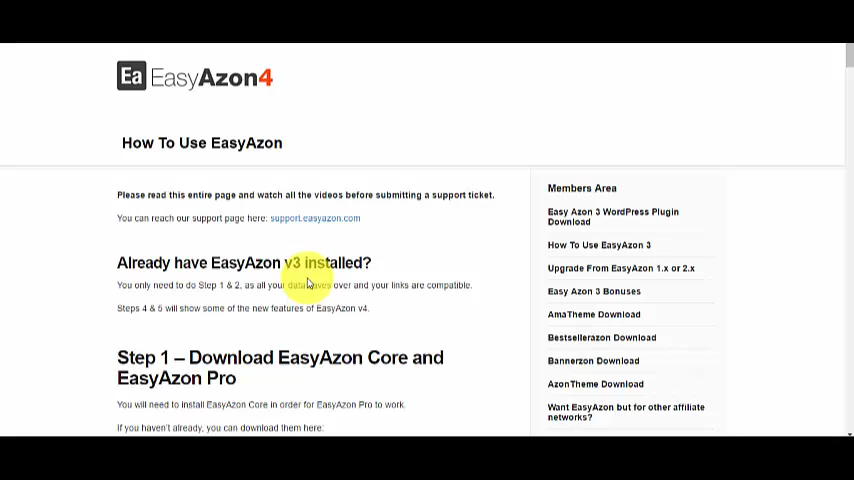 Ea EasyAzon4
How To Use EasyAzon
Please read this entire page and watch all the videos before submitting a support ticket.
You can reach our support page here: support.easyazon.com
Already have EasyAzon v3 installed?
You only need to do Step 1 & 2, as all your data saves over and your links are compatible.
Steps 4 & 5 will show some of the new features of EasyAzon v4.
Step 1 – Download EasyAzon Core and
EasyAzon Pro
You will need to install EasyAzon Core in order for EasyAzon Pro to work.
If you haven't already, you can download them here:
Members Area
Easy Azon 3 WordPress Plugin
Download
How To Use EasyAzon 3
Upgrade From EasyAzon 1.x or 2.x
Easy Azon 3 Bonuses
AmaTheme Download
Bestsellerazon Download
Bannerzon Download
AzonTheme Download
Want EasyAzon but for other affiliate
networks?